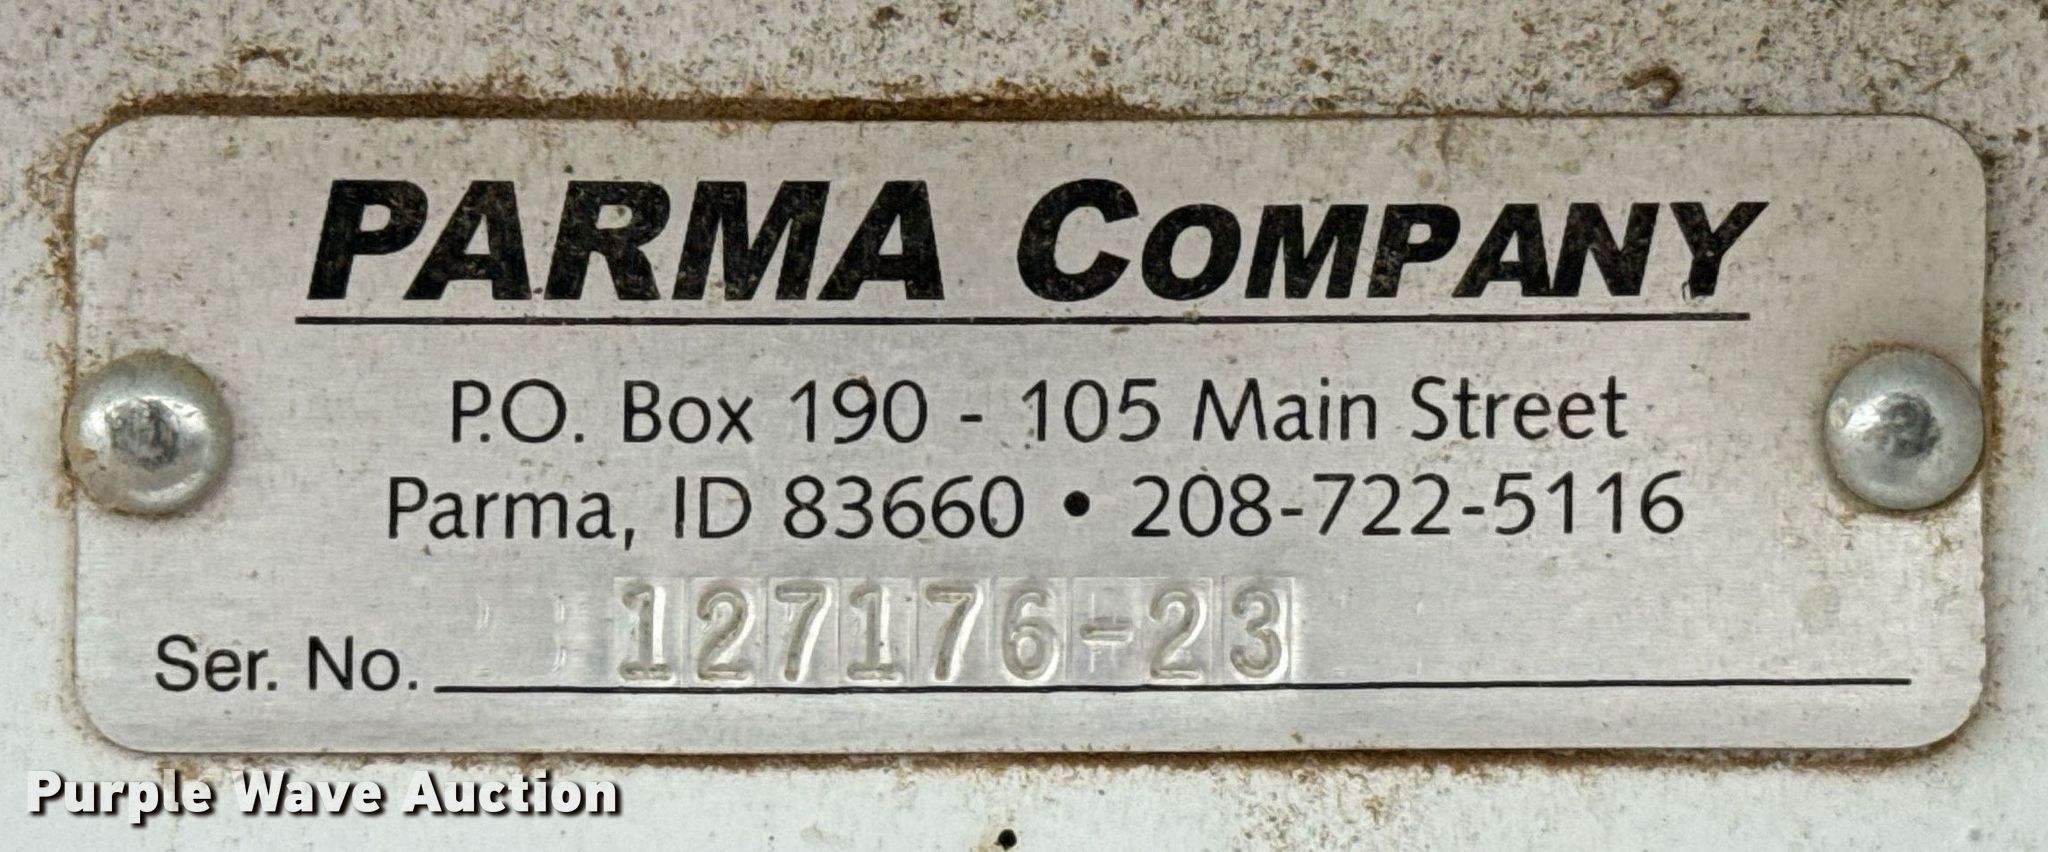 PARMA COMPANY
P.O. Box 190 - 105 Main Street
Parma, ID 83660 • 208-722-5116
Ser. No. 127176-23
Purple Wave Auction